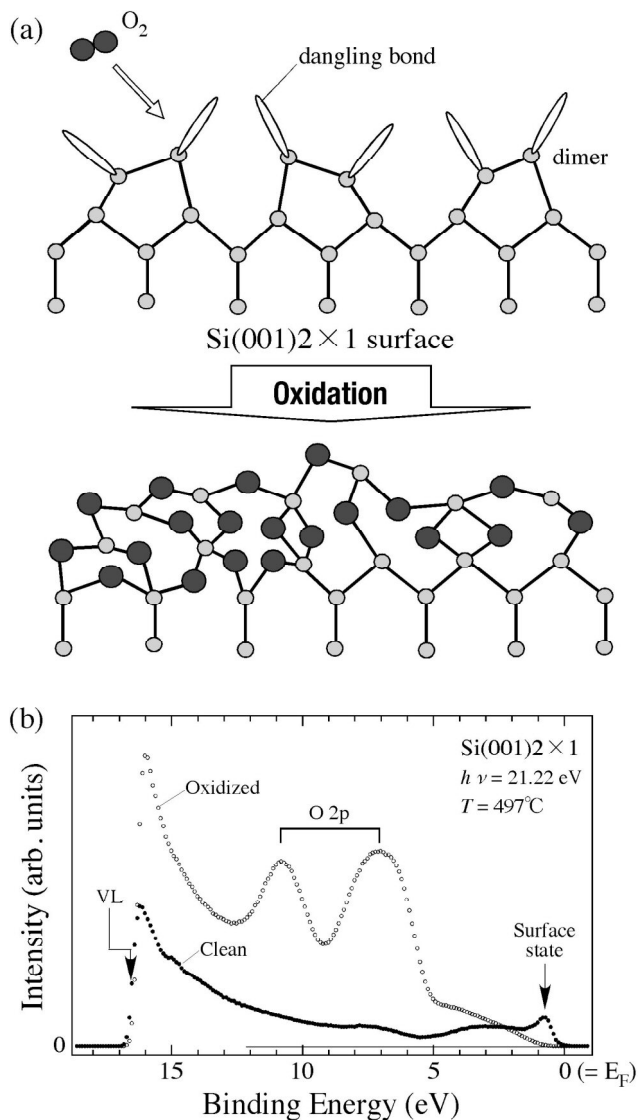 (a)
O₂
dangling bond
dimer
Si(001)2×1 surface
Oxidation
(b)
Si(001)2×1
hν = 21.22 eV
T = 497℃
Oxidized
O 2p
VL
Clean
Surface
state
Intensity (arb. units)
0
15
10
5
0 (= E_F)
Binding Energy (eV)